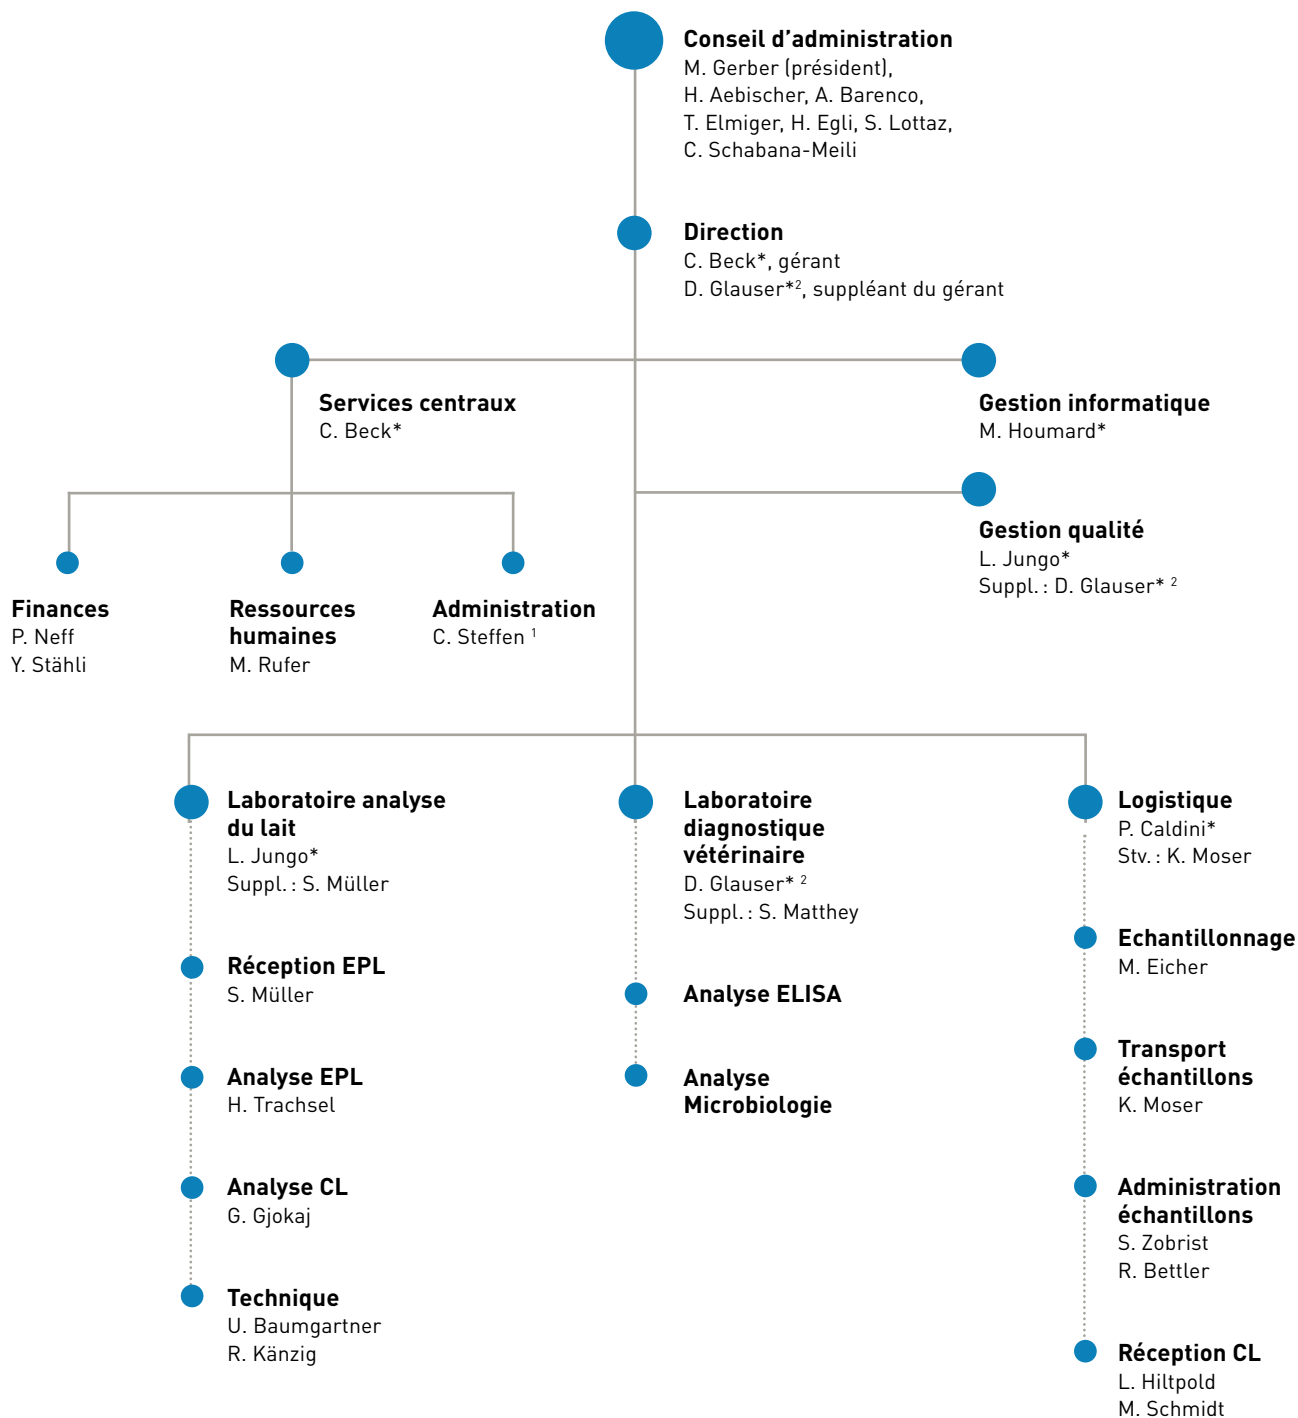 Conseil d’administration
M. Gerber (président),
H. Aebischer, A. Barenco,
T. Elmiger, H. Egli, S. Lottaz,
C. Schabana-Meili
Direction
C. Beck*, gérant
D. Glauser*², suppléant du gérant
Services centraux
C. Beck*
Gestion informatique
M. Houmard*
Gestion qualité
L. Jungo*
Suppl. : D. Glauser* ²
Finances
P. Neff
Y. Stähli
Ressources
humaines
M. Rufer
Administration
C. Steffen ¹
Laboratoire analyse
du lait
L. Jungo*
Suppl. : S. Müller
Réception EPL
S. Müller
Analyse EPL
H. Trachsel
Analyse CL
G. Gjokaj
Technique
U. Baumgartner
R. Känzig
Laboratoire
diagnostique
vétérinaire
D. Glauser* ²
Suppl. : S. Matthey
Analyse ELISA
Analyse
Microbiologie
Logistique
P. Caldini*
Stv. : K. Moser
Echantillonnage
M. Eicher
Transport
échantillons
K. Moser
Administration
échantillons
S. Zobrist
R. Bettler
Réception CL
L. Hiltpold
M. Schmidt